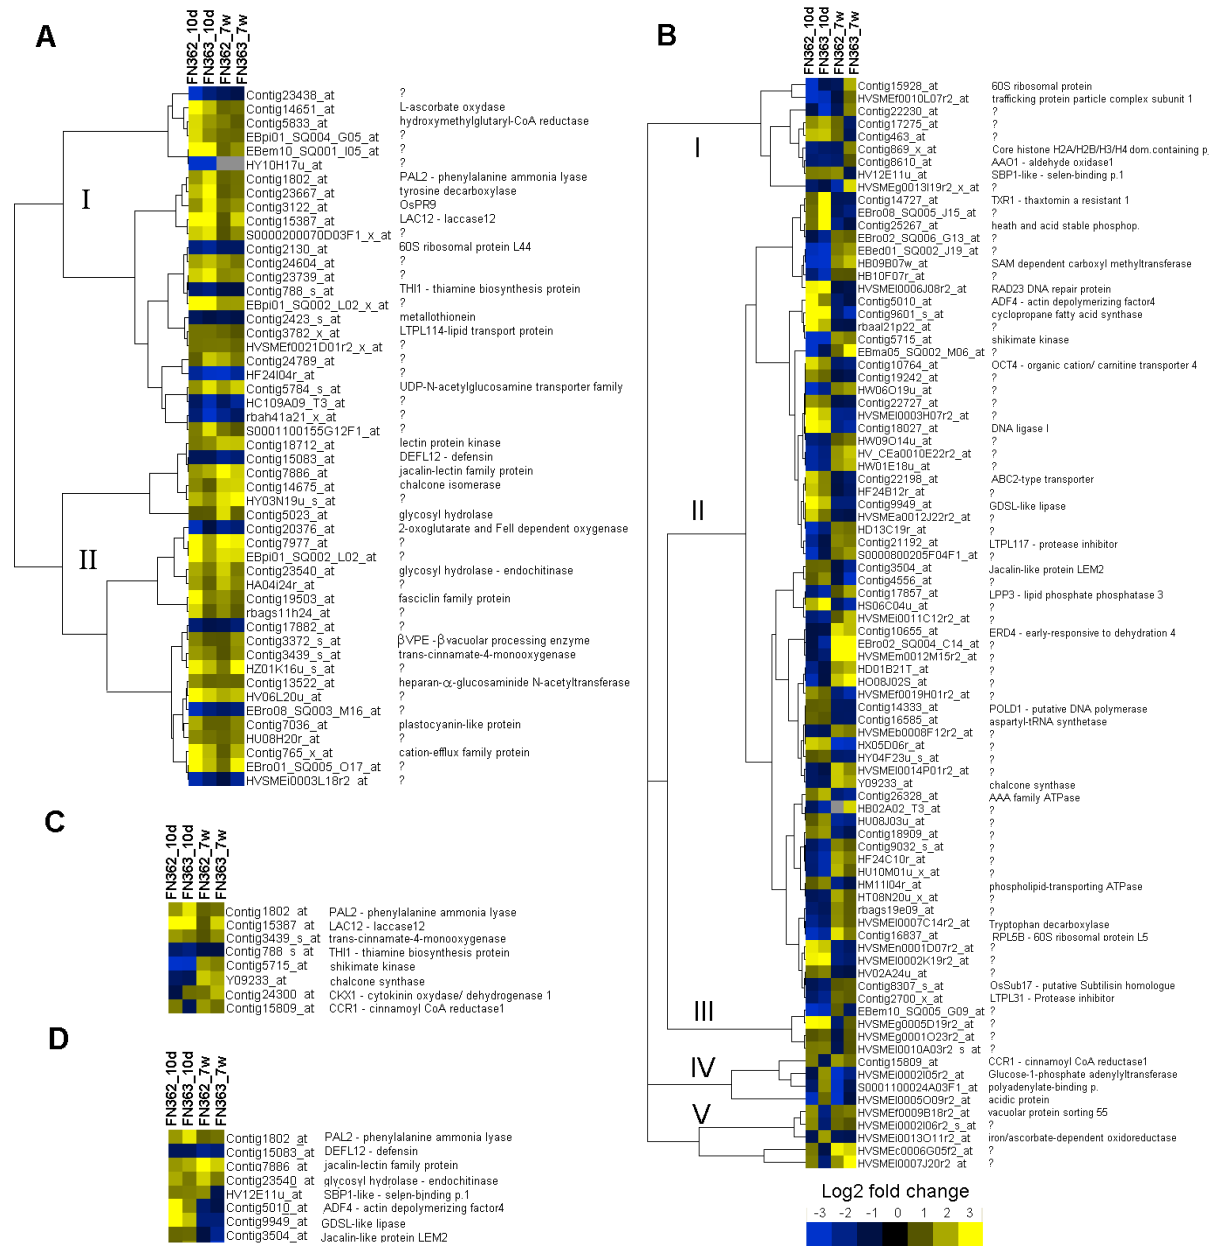 A
FN362_10d
FN363_10d
FN362_7w
FN363_7w
I
II
Contig23438_at ?
Contig14651_at L-ascorbate oxydase
Contig5833_at hydroxymethylglutaryl-CoA reductase
EBpi01_SQ004_G05_at ?
EBem10_SQ001_I05_at ?
HY10H17u_at ?
Contig1802_at PAL2 - phenylalanine ammonia lyase
Contig23667_at tyrosine decarboxylase
Contig3122_at OsPR9
Contig15387_at LAC12 - laccase12
S0000200070D03F1_x_at ?
Contig2130_at 60S ribosomal protein L44
Contig24604_at ?
Contig23739_at ?
Contig788_s_at THI1 - thiamine biosynthesis protein
EBpi01_SQ002_L02_x_at ?
Contig2423_s_at metallothionein
Contig3782_x_at LTPL114-lipid transport protein
HVSMEf0021D01r2_x_at ?
Contig24789_at ?
HF24I04r_at ?
Contig5784_s_at UDP-N-acetylglucosamine transporter family
HC109A09_T3_at ?
rbah41a21_x_at ?
S0001100155G12F1_at ?
Contig18712_at lectin protein kinase
Contig15083_at DEFL12 - defensin
Contig7886_at jacalin-lectin family protein
Contig14675_at chalcone isomerase
HY03N19u_s_at ?
Contig5023_at glycosyl hydrolase
Contig20376_at 2-oxoglutarate and FeII dependent oxygenase
Contig7977_at ?
EBpi01_SQ002_L02_at ?
Contig23540_at glycosyl hydrolase - endochitinase
HA04i24r_at ?
Contig19503_at fasciclin family protein
rbags11h24_at ?
Contig17882_at ?
Contig3372_s_at βVPE -β vacuolar processing enzyme
Contig3439_s_at trans-cinnamate-4-monooxygenase
HZ01K16u_s_at ?
Contig13522_at heparan-α-glucosaminide N-acetyltransferase
HV06L20u_at ?
EBro08_SQ003_M16_at ?
Contig7036_at plastocyanin-like protein
HU08H20r_at ?
Contig765_x_at cation-efflux family protein
EBro01_SQ005_O17_at ?
HVSMEi0003L18r2_at ?
B
FN362_10d
FN363_10d
FN362_7w
FN363_7w
I
II
III
IV
V
Contig15928_at 60S ribosomal protein
HVSMEf0010L07r2_at trafficking protein particle complex subunit 1
Contig22230_at ?
Contig17275_at ?
Contig463_at ?
Contig869_x_at Core histone H2A/H2B/H3/H4 dom.containing p.
Contig8610_at AAO1 - aldehyde oxidase1
HV12E11u_at SBP1-like - selen-binding p.1
HVSMEg0013I19r2_x_at ?
Contig14727_at TXR1 - thaxtomin a resistant 1
EBro08_SQ005_J15_at ?
Contig25267_at heath and acid stable phosphop.
EBro02_SQ006_G13_at ?
EBed01_SQ002_J19_at ?
HB09B07w_at SAM dependent carboxyl methyltransferase
HB10F07r_at ?
HVSMEl0006J08r2_at RAD23 DNA repair protein
Contig5010_at ADF4 - actin depolymerizing factor4
Contig9601_s_at cyclopropane fatty acid synthase
rbaal21p22_at ?
Contig5715_at shikimate kinase
EBma05_SQ002_M06_at ?
Contig10764_at OCT4 - organic cation/ carnitine transporter 4
Contig19242_at ?
HW06O19u_at ?
Contig22727_at ?
HVSMEl0003H07r2_at ?
Contig18027_at DNA ligase I
HW09O14u_at ?
HV_CEa0010E22r2_at ?
HW01E18u_at ?
Contig22198_at ABC2-type transporter
HF24B12r_at ?
Contig9949_at GDSL-like lipase
HVSMEa0012J22r2_at ?
HD13C19r_at ?
Contig21192_at LTPL117 - protease inhibitor
S0000800205F04F1_at ?
Contig3504_at Jacalin-like protein LEM2
Contig4556_at ?
Contig17857_at LPP3 - lipid phosphate phosphatase 3
HS06C04u_at ?
HVSMEi0011C12r2_at ?
Contig10655_at ERD4 - early-responsive to dehydration 4
EBro02_SQ004_C14_at ?
HVSMEm0012M15r2_at ?
HD01B21T_at ?
HO08J02S_at ?
HVSMEf0019H01r2_at ?
Contig14333_at POLD1 - putative DNA polymerase
Contig16585_at aspartyl-tRNA synthetase
HVSMEb0008F12r2_at ?
HX05D06r_at ?
HY04F23u_s_at ?
HVSMEl0014P01r2_at ?
Y09233_at chalcone synthase
Contig26328_at AAA family ATPase
HB02A02_T3_at ?
HU08J03u_at ?
Contig18909_at ?
Contig9032_s_at ?
HF24C10r_at ?
HU10M01u_x_at ?
HM11I04r_at phospholipid-transporting ATPase
HT08N20u_x_at ?
rbags19e09_at ?
HVSMEl0007C14r2_at Tryptophan decarboxylase
Contig16837_at RPL5B - 60S ribosomal protein L5
HVSMEn0001D07r2_at ?
HVSMEl0002K19r2_at ?
HV02A24u_at ?
Contig8307_s_at OsSub17 - putative Subtilisin homologue
Contig2700_x_at LTPL31 - Protease inhibitor
EBem10_SQ005_G09_at ?
HVSMEg0005D19r2_at ?
HVSMEg0001O23r2_at ?
HVSMEl0010A03r2_s_at ?
Contig15809_at CCR1 - cinnamoyl CoA reductase1
HVSMEi0002I05r2_at Glucose-1-phosphate adenylyltransferase
S0001100024A03F1_at polyadenylate-binding p.
HVSMEl0005O09r2_at acidic protein
HVSMEf0009B18r2_at vacuolar protein sorting 55
HVSMEi0002I06r2_s_at ?
HVSMEi0013O11r2_at iron/ascorbate-dependent oxidoreductase
HVSMEc0006G05f2_at ?
HVSMEl0007J20r2_at ?
Log2 fold change
-3 -2 -1 0 1 2 3
C
FN362_10d
FN363_10d
FN362_7w
FN363_7w
Contig1802_at PAL2 - phenylalanine ammonia lyase
Contig15387_at LAC12 - laccase12
Contig3439_s_at trans-cinnamate-4-monooxygenase
Contig788_s_at THI1 - thiamine biosynthesis protein
Contig5715_at shikimate kinase
Y09233_at chalcone synthase
Contig24300_at CKX1 - cytokinin oxydase/ dehydrogenase 1
Contig15809_at CCR1 - cinnamoyl CoA reductase1
D
FN362_10d
FN363_10d
FN362_7w
FN363_7w
Contig1802_at PAL2 - phenylalanine ammonia lyase
Contig15083_at DEFL12 - defensin
Contig7886_at jacalin-lectin family protein
Contig23540_at glycosyl hydrolase - endochitinase
HV12E11u_at SBP1-like - selen-binding p.1
Contig5010_at ADF4 - actin depolymerizing factor4
Contig9949_at GDSL-like lipase
Contig3504_at Jacalin-like protein LEM2